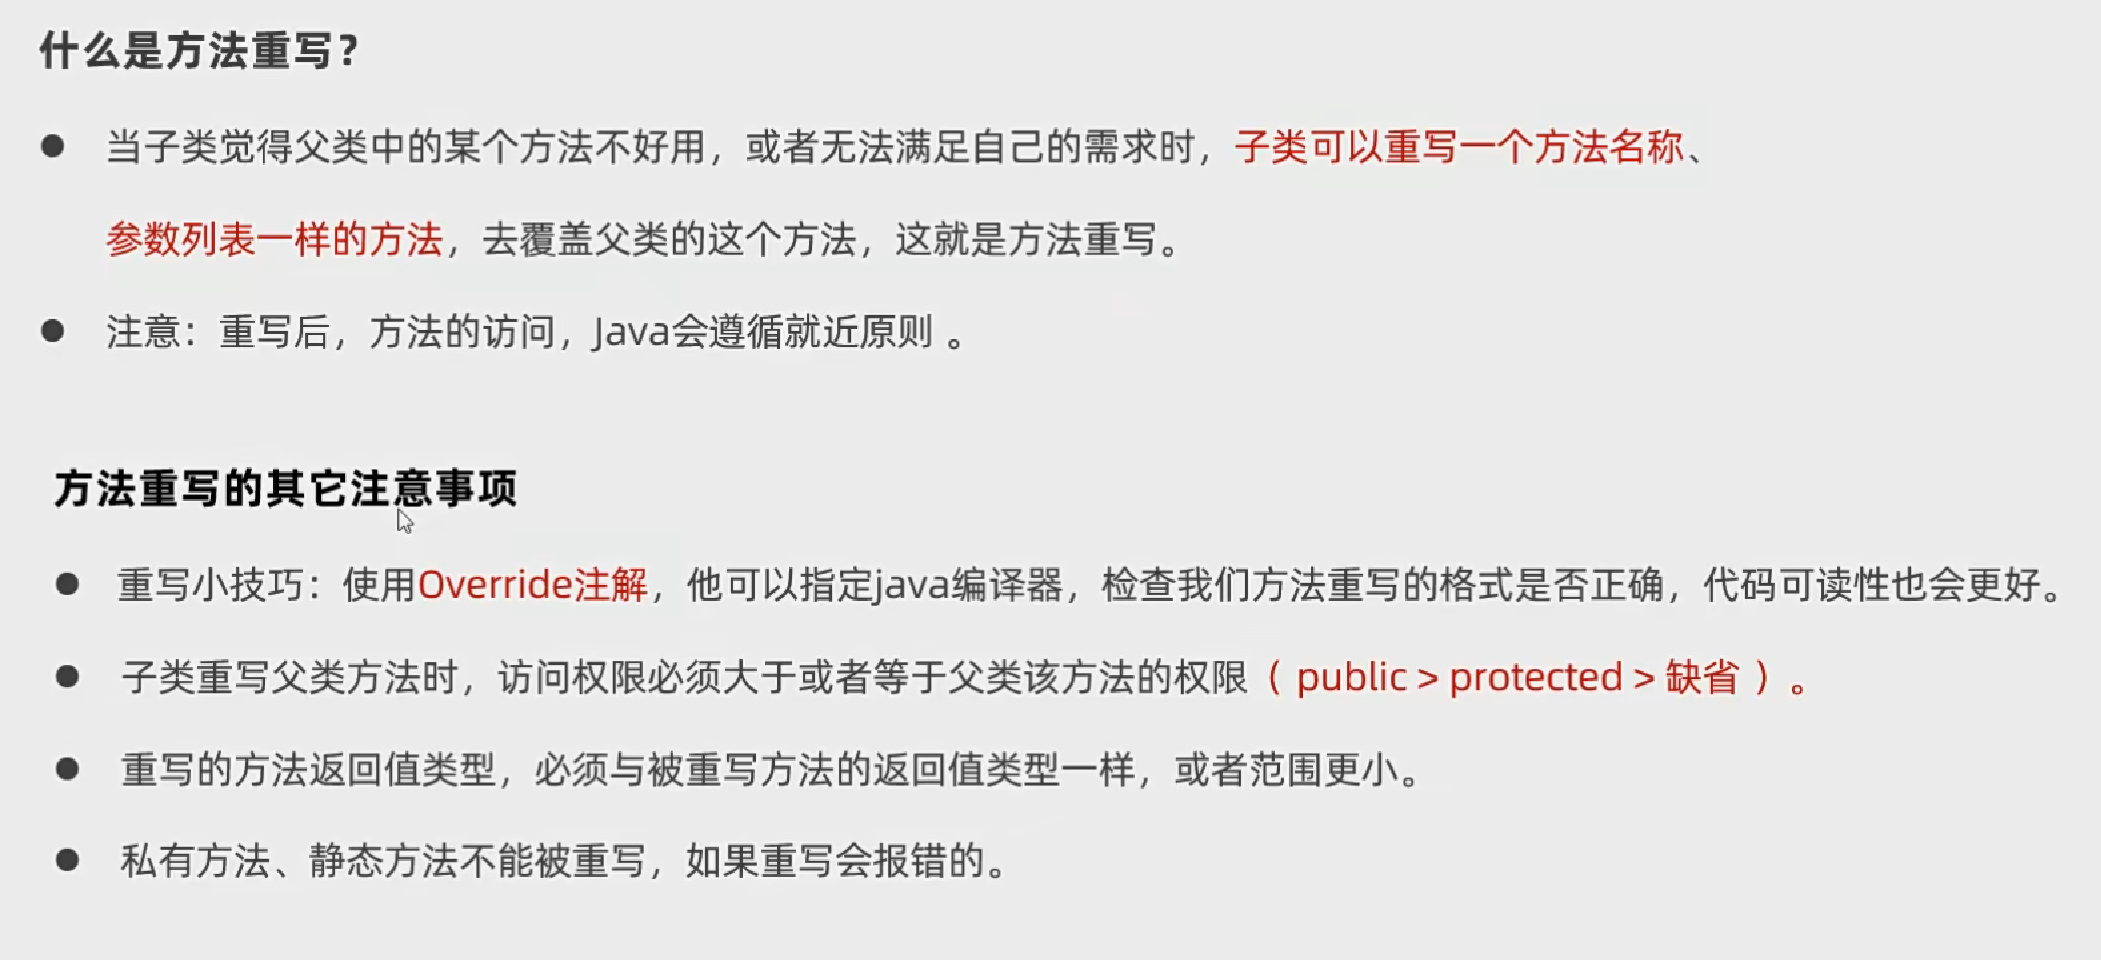 什么是方法重写？
● 当子类觉得父类中的某个方法不好用，或者无法满足自己的需求时，子类可以重写一个方法名称、
参数列表一样的方法，去覆盖父类的这个方法，这就是方法重写。
● 注意：重写后，方法的访问，Java会遵循就近原则 。
方法重写的其它注意事项
● 重写小技巧：使用Override注解，他可以指定java编译器，检查我们方法重写的格式是否正确，代码可读性也会更好。
● 子类重写父类方法时，访问权限必须大于或者等于父类该方法的权限（ public > protected > 缺省 ）。
● 重写的方法返回值类型，必须与被重写方法的返回值类型一样，或者范围更小。
● 私有方法、静态方法不能被重写，如果重写会报错的。